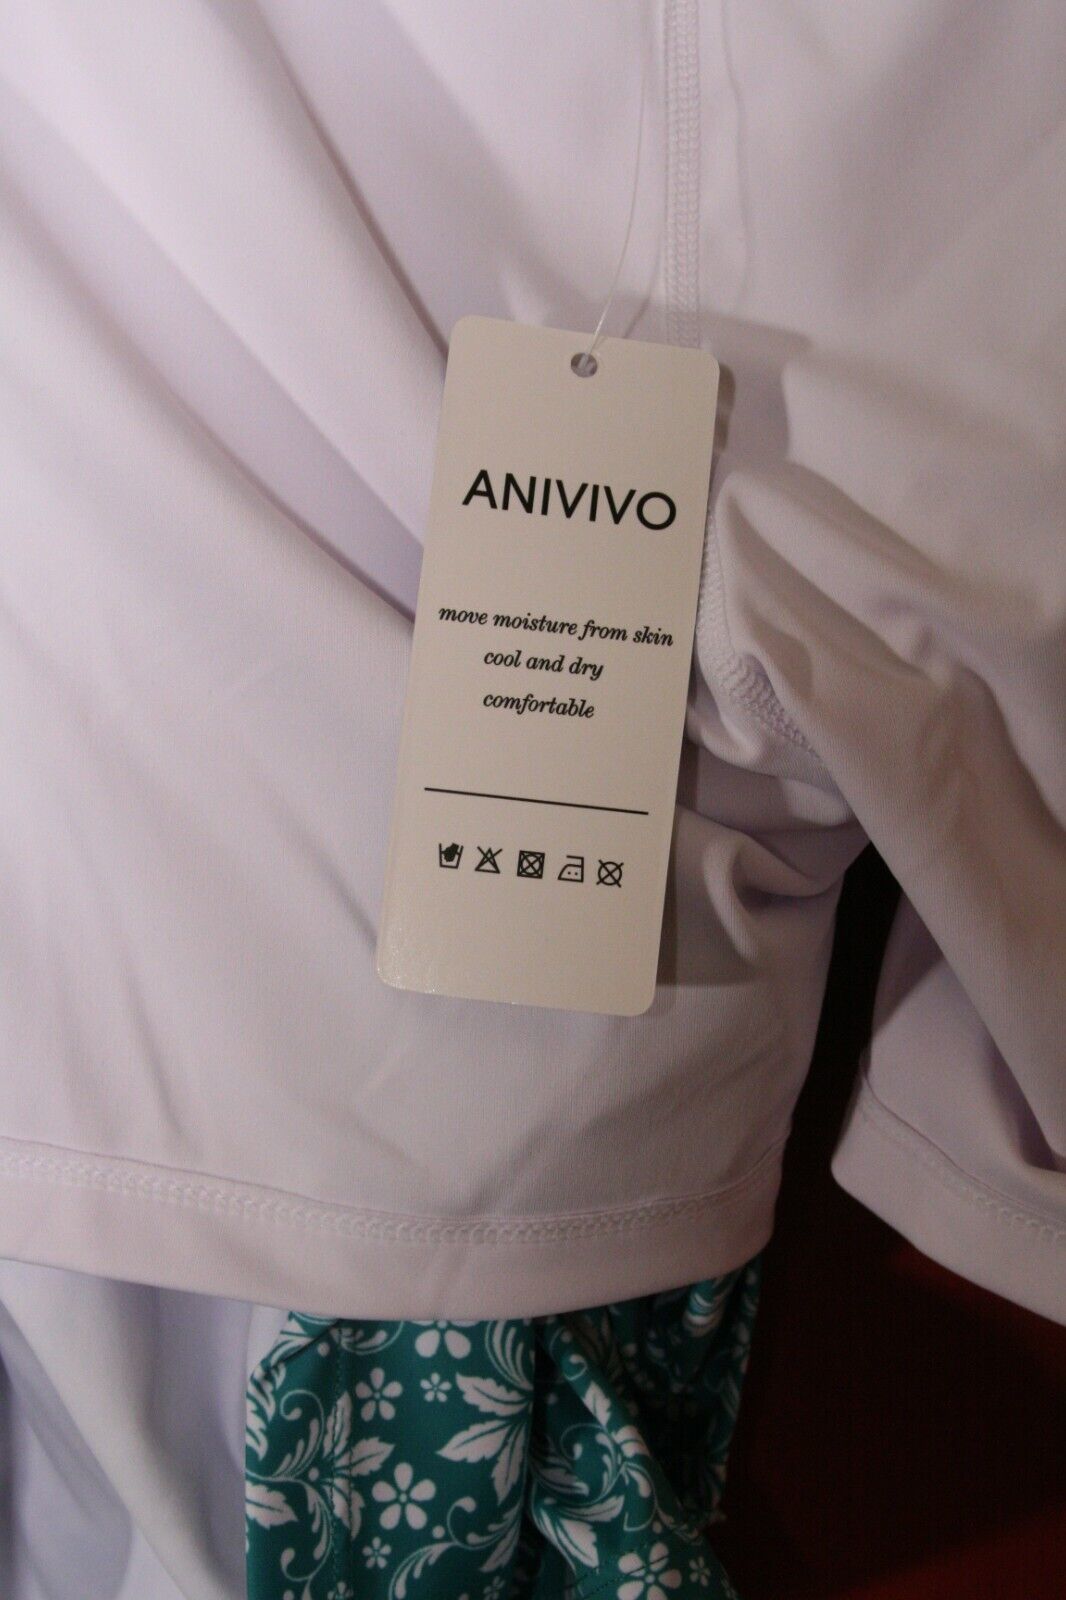 ANIVIVO
move moisture from skin
cool and dry
comfortable